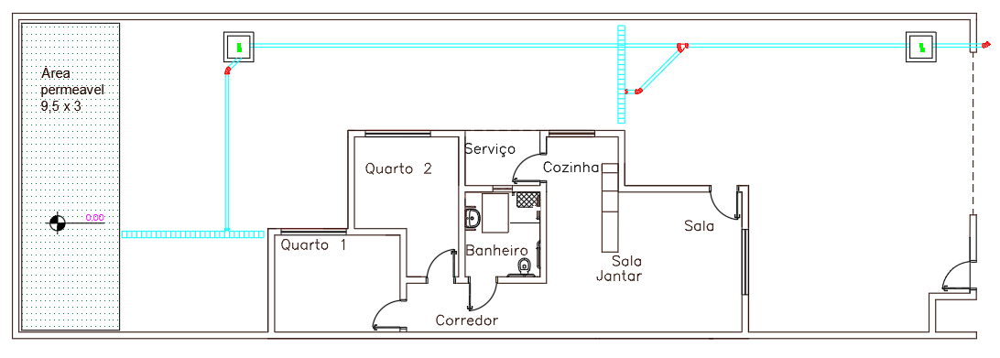 Área
permeavel
9,5 x 3
Serviço
Quarto 2
Cozinha
0.00
Sala
Quarto 1
Banheiro
Sala
Jantar
Corredor